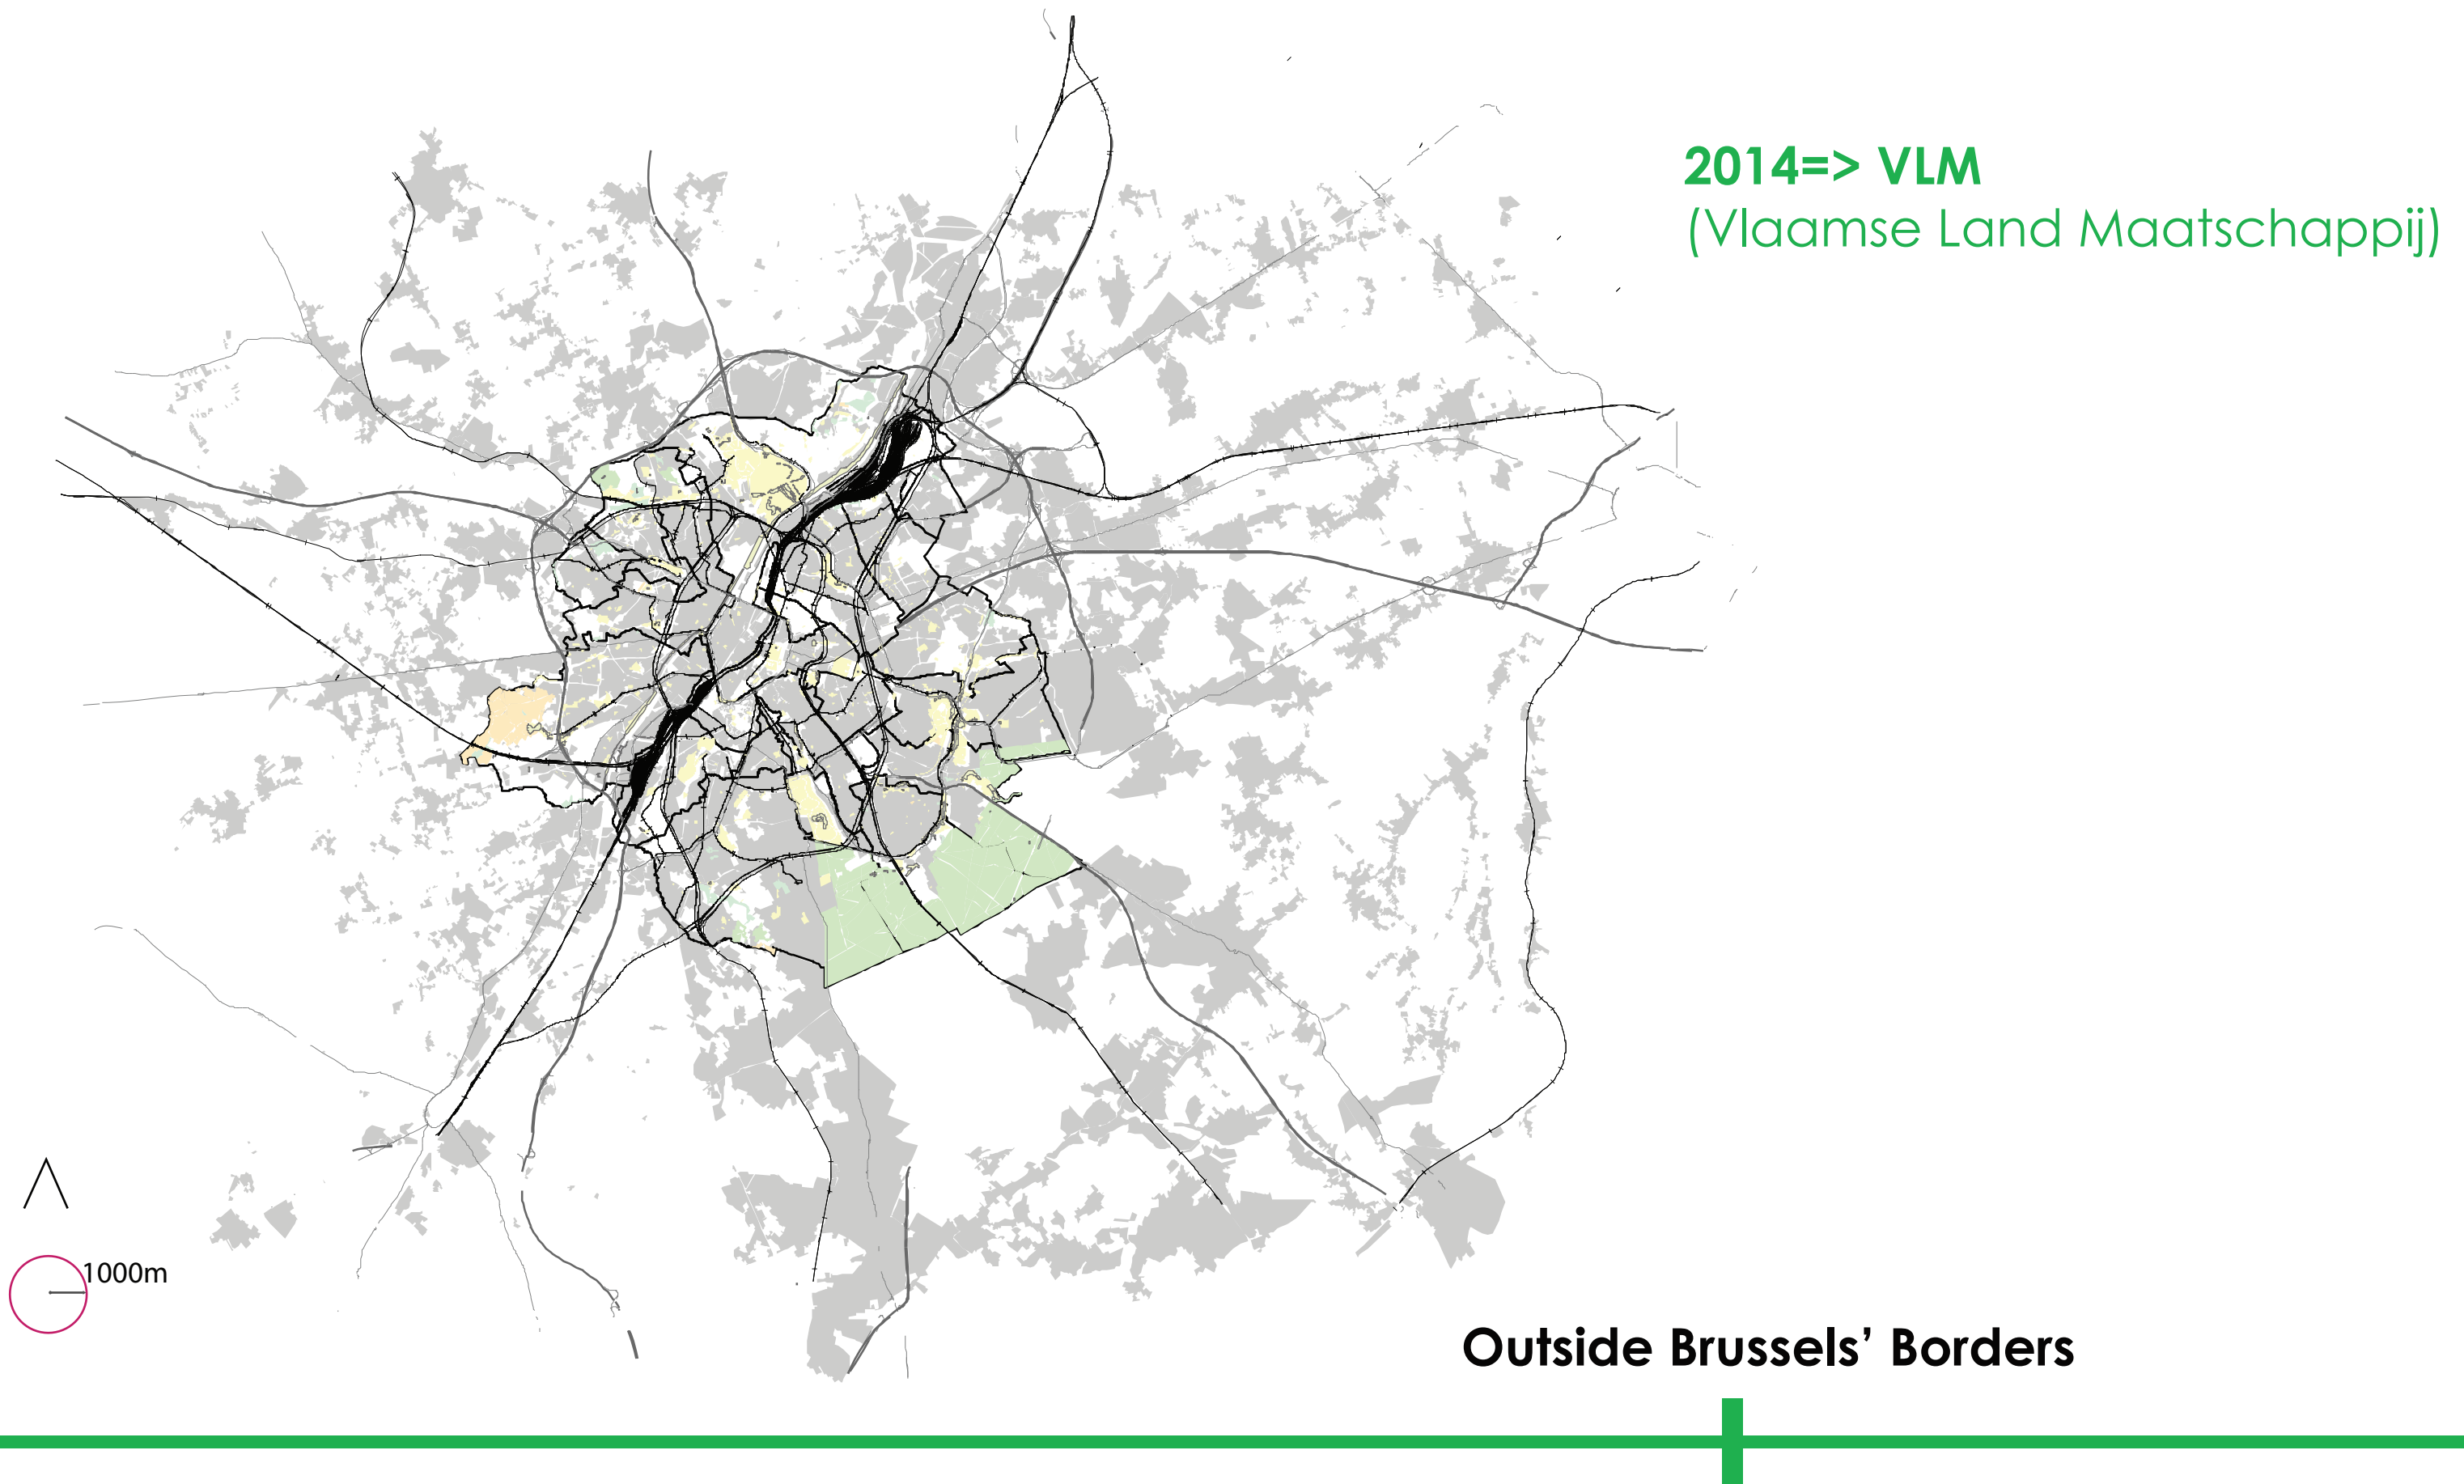 2014=> VLM
(Vlaamse Land Maatschappij)
1000m
Outside Brussels’ Borders